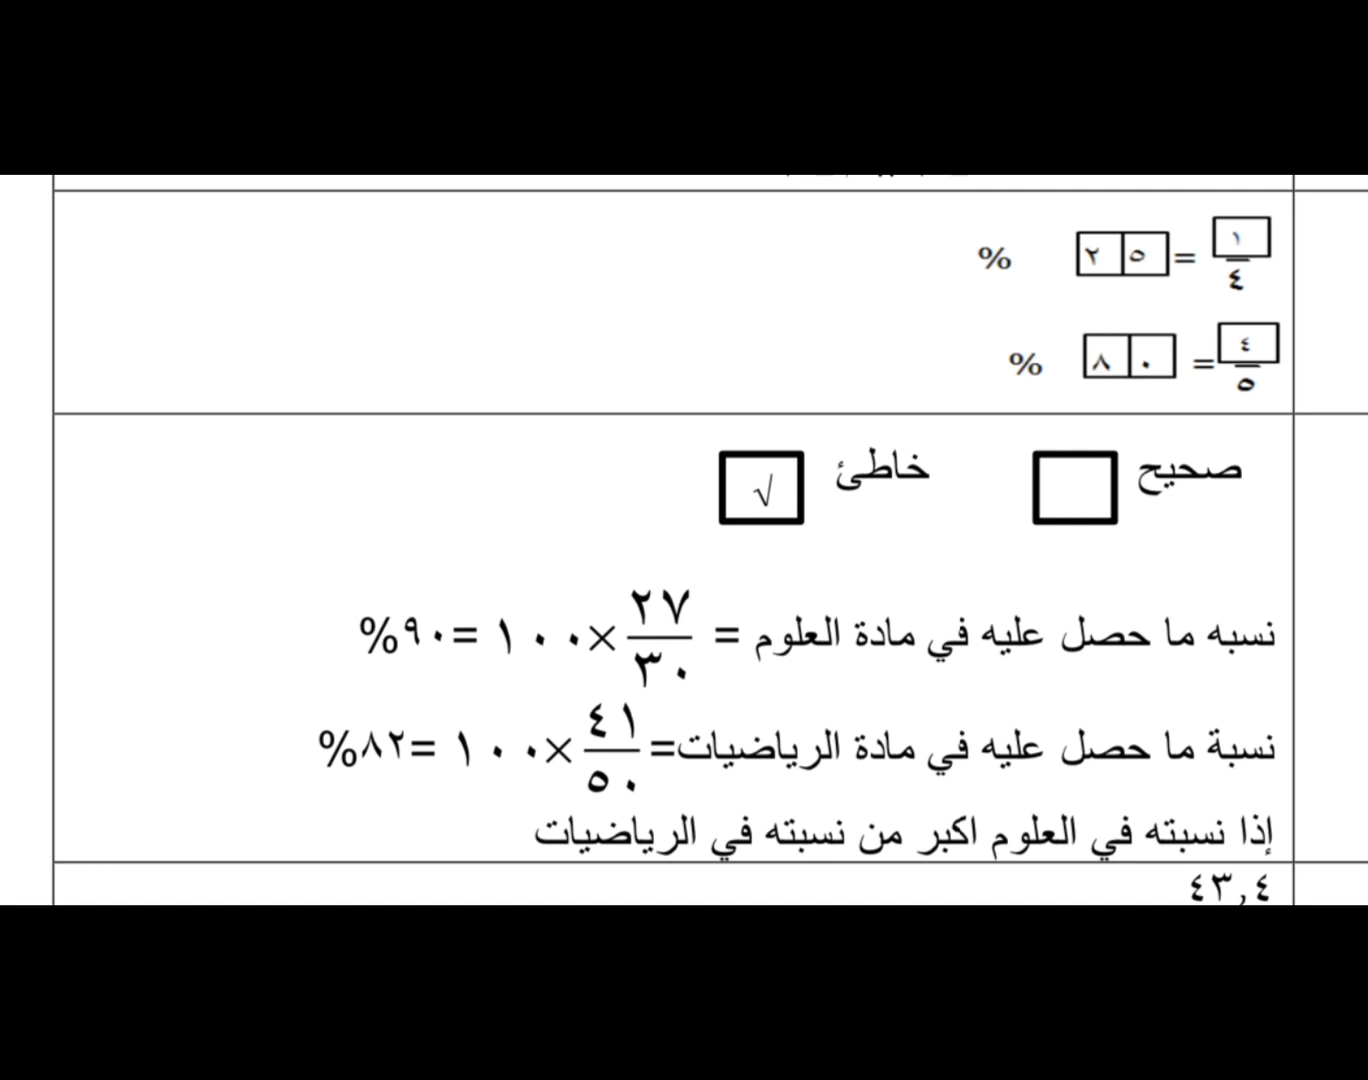 ١/٤ = ٢٥ %
٤/٥ = ٨٠ %
صحيح خاطئ √
نسبه ما حصل عليه في مادة العلوم = ٢٧/٣٠ × ١٠٠ = ٩٠%
نسبة ما حصل عليه في مادة الرياضيات= ٤١/٥٠ × ١٠٠ = ٨٢%
إذا نسبته في العلوم اكبر من نسبته في الرياضيات
٤٣,٤